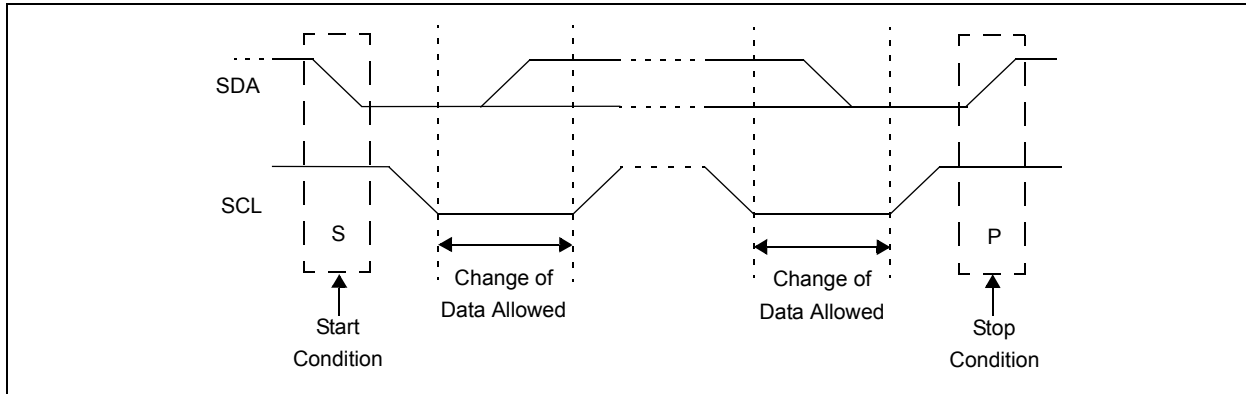 SDA
SCL
S
P
Change of
Data Allowed
Change of
Data Allowed
Start
Condition
Stop
Condition